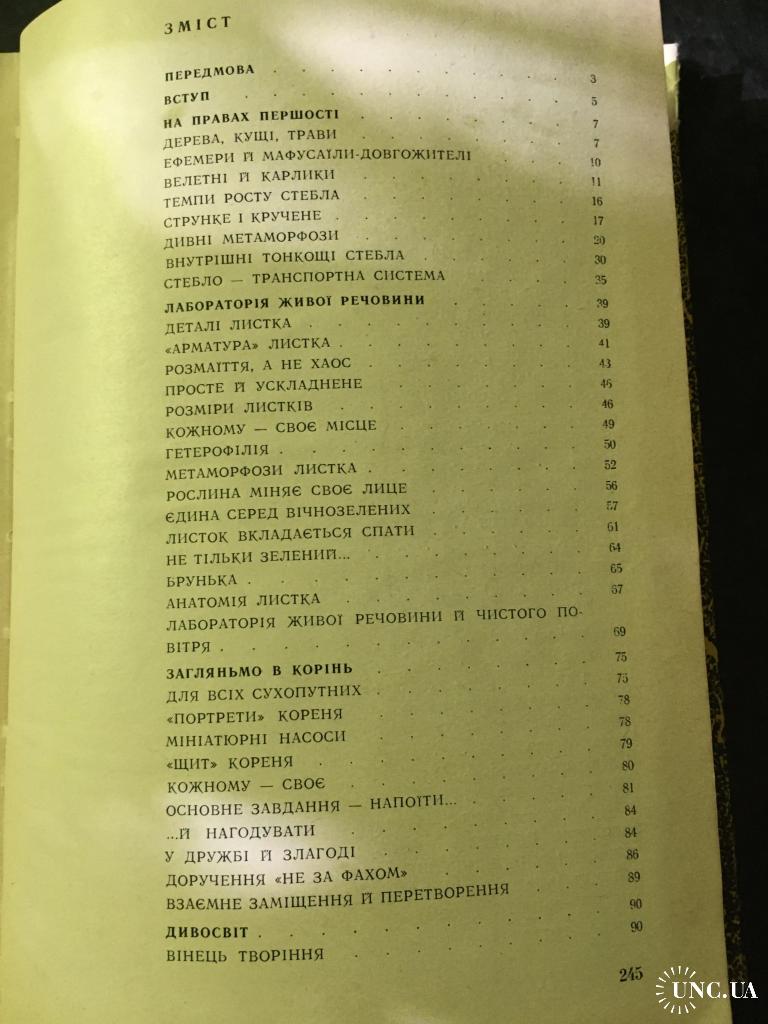 ЗМІСТ
ПЕРЕДМОВА . . . . . . . . . . . 3
ВСТУП . . . . . . . . . . . 5
НА ПРАВАХ ПЕРШОСТІ . . . . . . . . 7
ДЕРЕВА, КУЩІ, ТРАВИ . . . . . . . . 7
ЕФЕМЕРИ Й МАФУСАЇЛИ-ДОВГОЖИТЕЛІ . . . 10
ВЕЛЕТНІ Й КАРЛИКИ . . . . . . . . 11
ТЕМПИ РОСТУ СТЕБЛА . . . . . . . . 16
СТРУНКЕ І КРУЧЕНЕ . . . . . . . . 17
ДИВНІ МЕТАМОРФОЗИ . . . . . . . . 20
ВНУТРІШНІ ТОНКОЩІ СТЕБЛА . . . . . . 30
СТЕБЛО — ТРАНСПОРТНА СИСТЕМА . . . . 35
ЛАБОРАТОРІЯ ЖИВОЇ РЕЧОВИНИ . . . . 39
ДЕТАЛІ ЛИСТКА . . . . . . . . . 39
«АРМАТУРА» ЛИСТКА . . . . . . . . 41
РОЗМАЇТТЯ, А НЕ ХАОС . . . . . . . 43
ПРОСТЕ Й УСКЛАДНЕНЕ . . . . . . 46
РОЗМІРИ ЛИСТКІВ . . . . . . . . 46
КОЖНОМУ — СВОЄ МІСЦЕ . . . . . . 49
ГЕТЕРОФІЛІЯ . . . . . . . . . . 50
МЕТАМОРФОЗИ ЛИСТКА . . . . . . . 52
РОСЛИНА МІНЯЄ СВОЄ ЛИЦЕ . . . . . 56
ЄДИНА СЕРЕД ВІЧНОЗЕЛЕНИХ . . . . . 57
ЛИСТОК ВКЛАДАЄТЬСЯ СПАТИ . . . . . 61
НЕ ТІЛЬКИ ЗЕЛЕНИЙ... . . . . . . . 64
БРУНЬКА . . . . . . . . . . . 65
АНАТОМІЯ ЛИСТКА . . . . . . . . 67
ЛАБОРАТОРІЯ ЖИВОЇ РЕЧОВИНИ Й ЧИСТОГО ПО-
ВІТРЯ . . . . . . . . . . . . 69
ЗАГЛЯНЬМО В КОРІНЬ . . . . . . . 75
ДЛЯ ВСІХ СУХОПУТНИХ . . . . . . . 75
«ПОРТРЕТИ» КОРЕНЯ . . . . . . . 78
МІНІАТЮРНІ НАСОСИ . . . . . . . 78
«ЩИТ» КОРЕНЯ . . . . . . . . . 79
КОЖНОМУ — СВОЄ . . . . . . . . 80
ОСНОВНЕ ЗАВДАННЯ — НАПОЇТИ... . . . . 81
...Й НАГОДУВАТИ . . . . . . . . 84
У ДРУЖБІ Й ЗЛАГОДІ . . . . . . . 84
ДОРУЧЕННЯ «НЕ ЗА ФАХОМ» . . . . . 86
ВЗАЄМНЕ ЗАМІЩЕННЯ Й ПЕРЕТВОРЕННЯ . . . 89
ДИВОСВІТ . . . . . . . . . . . 90
ВІНЕЦЬ ТВОРІННЯ . . . . . . . . 90
245
UNC.UA